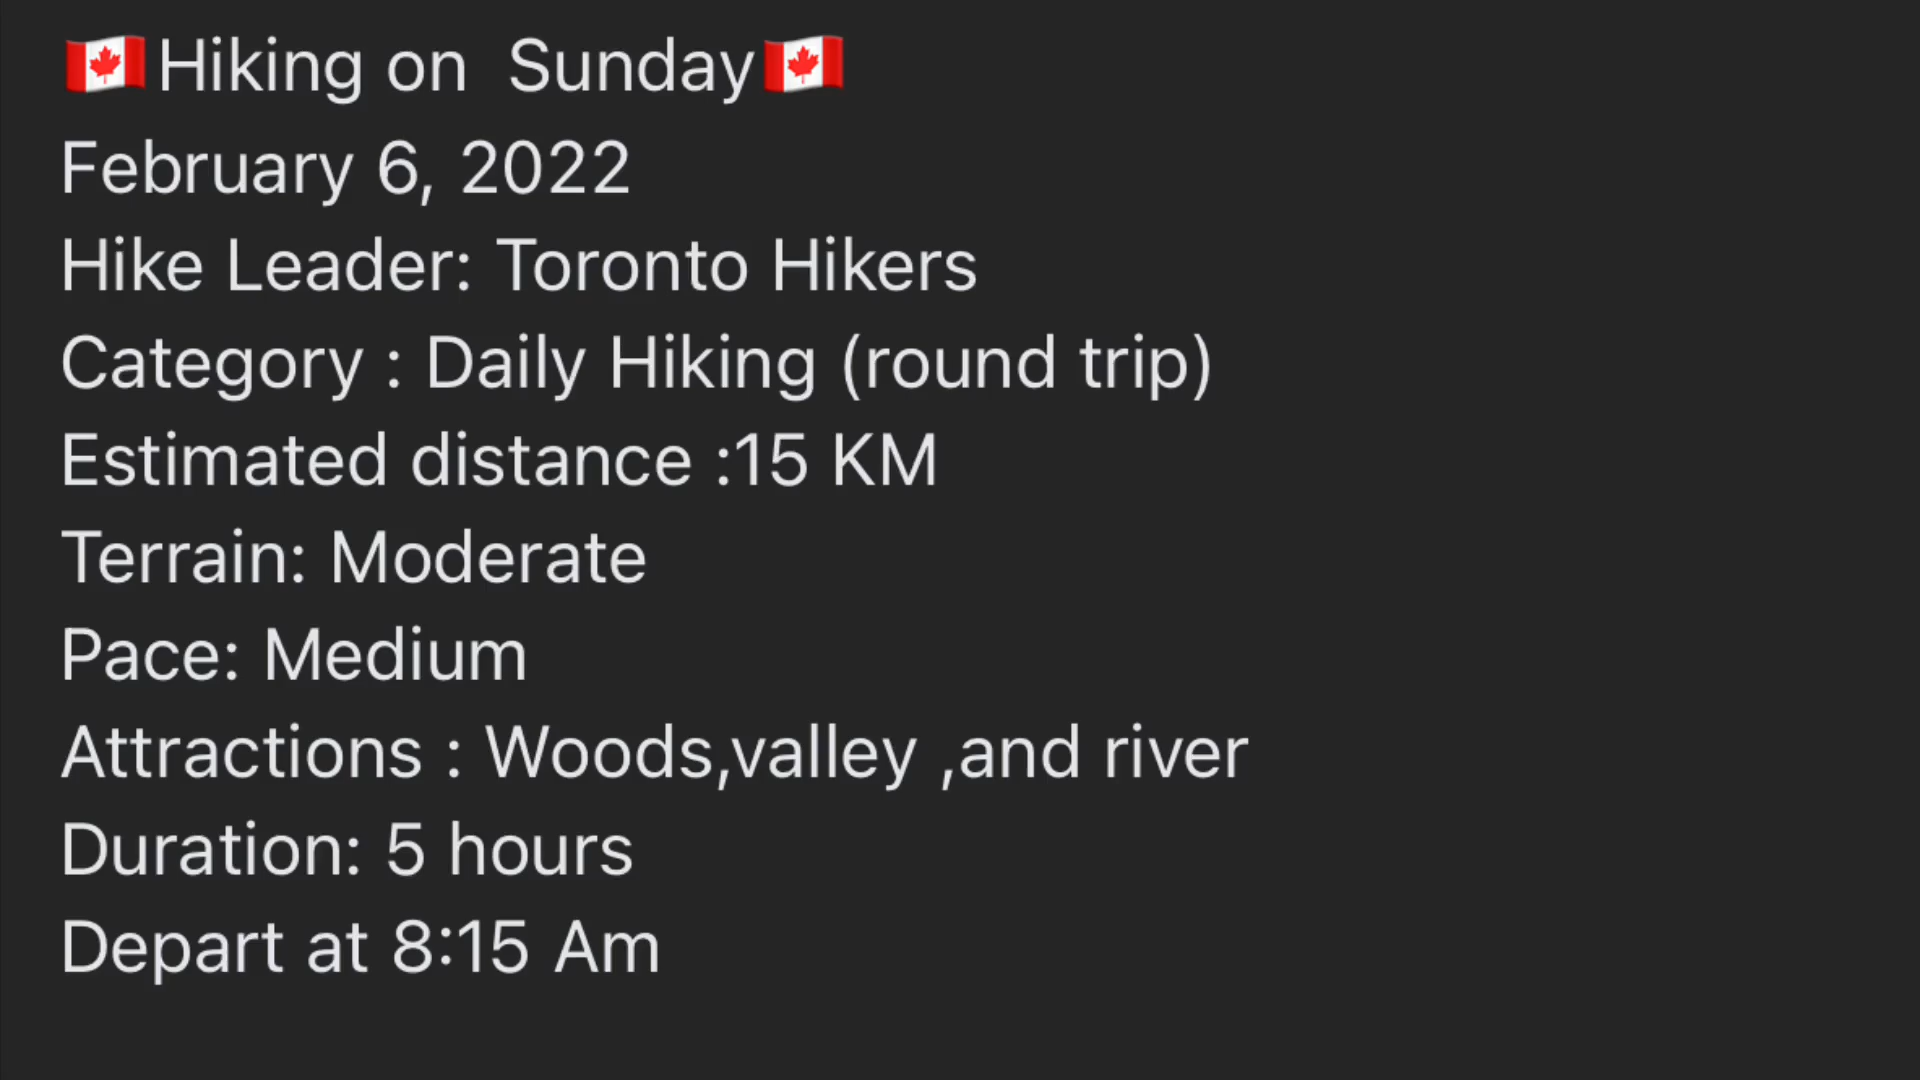 🇨🇦Hiking on  Sunday🇨🇦
February 6, 2022
Hike Leader: Toronto Hikers
Category : Daily Hiking (round trip)
Estimated distance :15 KM
Terrain: Moderate
Pace: Medium
Attractions : Woods,valley ,and river
Duration: 5 hours
Depart at 8:15 Am